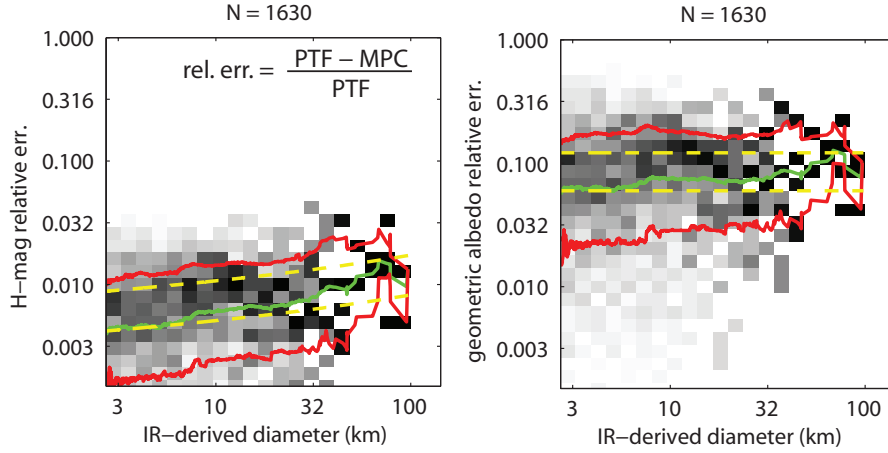 N = 1630
rel. err. = PTF – MPC
PTF
H-mag relative err.
1.000
0.316
0.100
0.032
0.010
0.003
3
10
32
100
IR-derived diameter (km)
N = 1630
geometric albedo relative err.
1.000
0.316
0.100
0.032
0.010
0.003
3
10
32
100
IR-derived diameter (km)